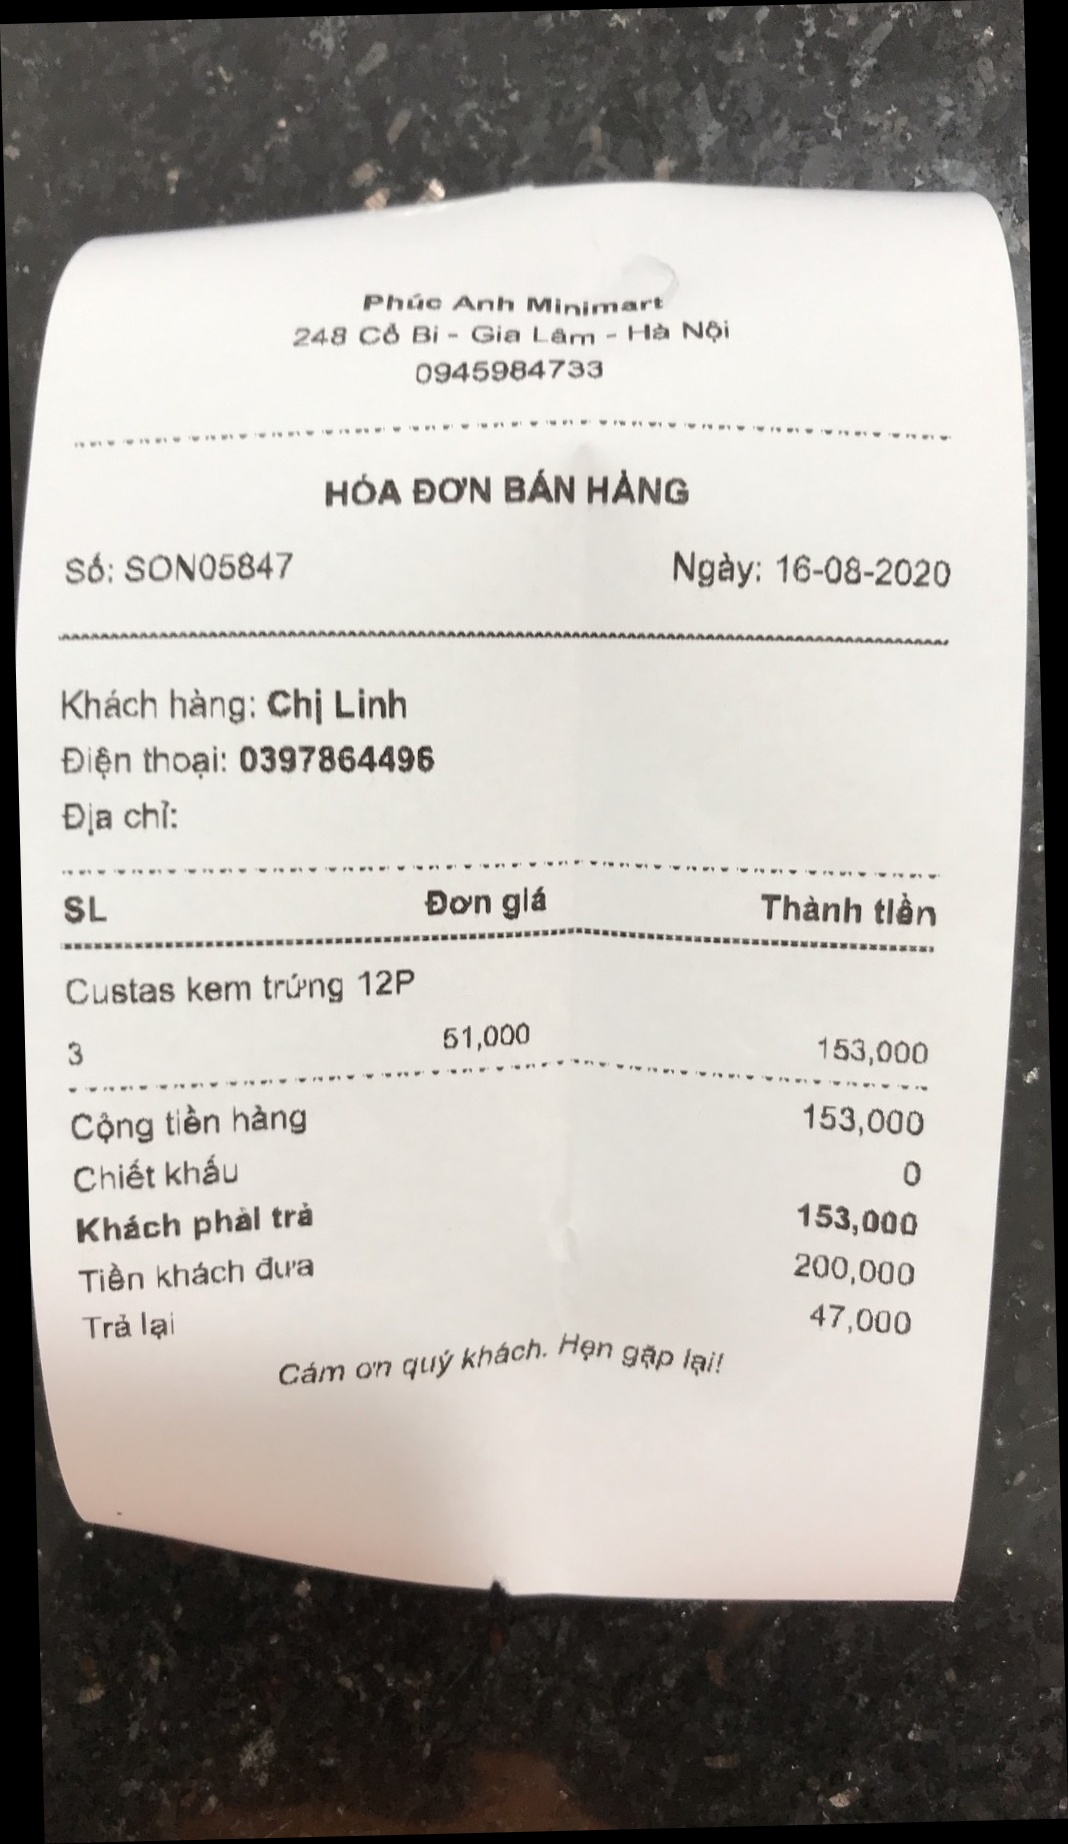 Phúc Anh Minimart
248 Cổ Bi - Gia Lâm - Hà Nội
0945984733
HÓA ĐƠN BÁN HÀNG
Số: SON05847 Ngày: 16-08-2020
Khách hàng: Chị Linh
Điện thoại: 0397864496
Địa chỉ:
SL Đơn giá Thành tiền
Custas kem trứng 12P
3 51,000 153,000
Cộng tiền hàng 153,000
Chiết khấu 0
Khách phải trả 153,000
Tiền khách đưa 200,000
Trả lại 47,000
Cám ơn quý khách. Hẹn gặp lại!